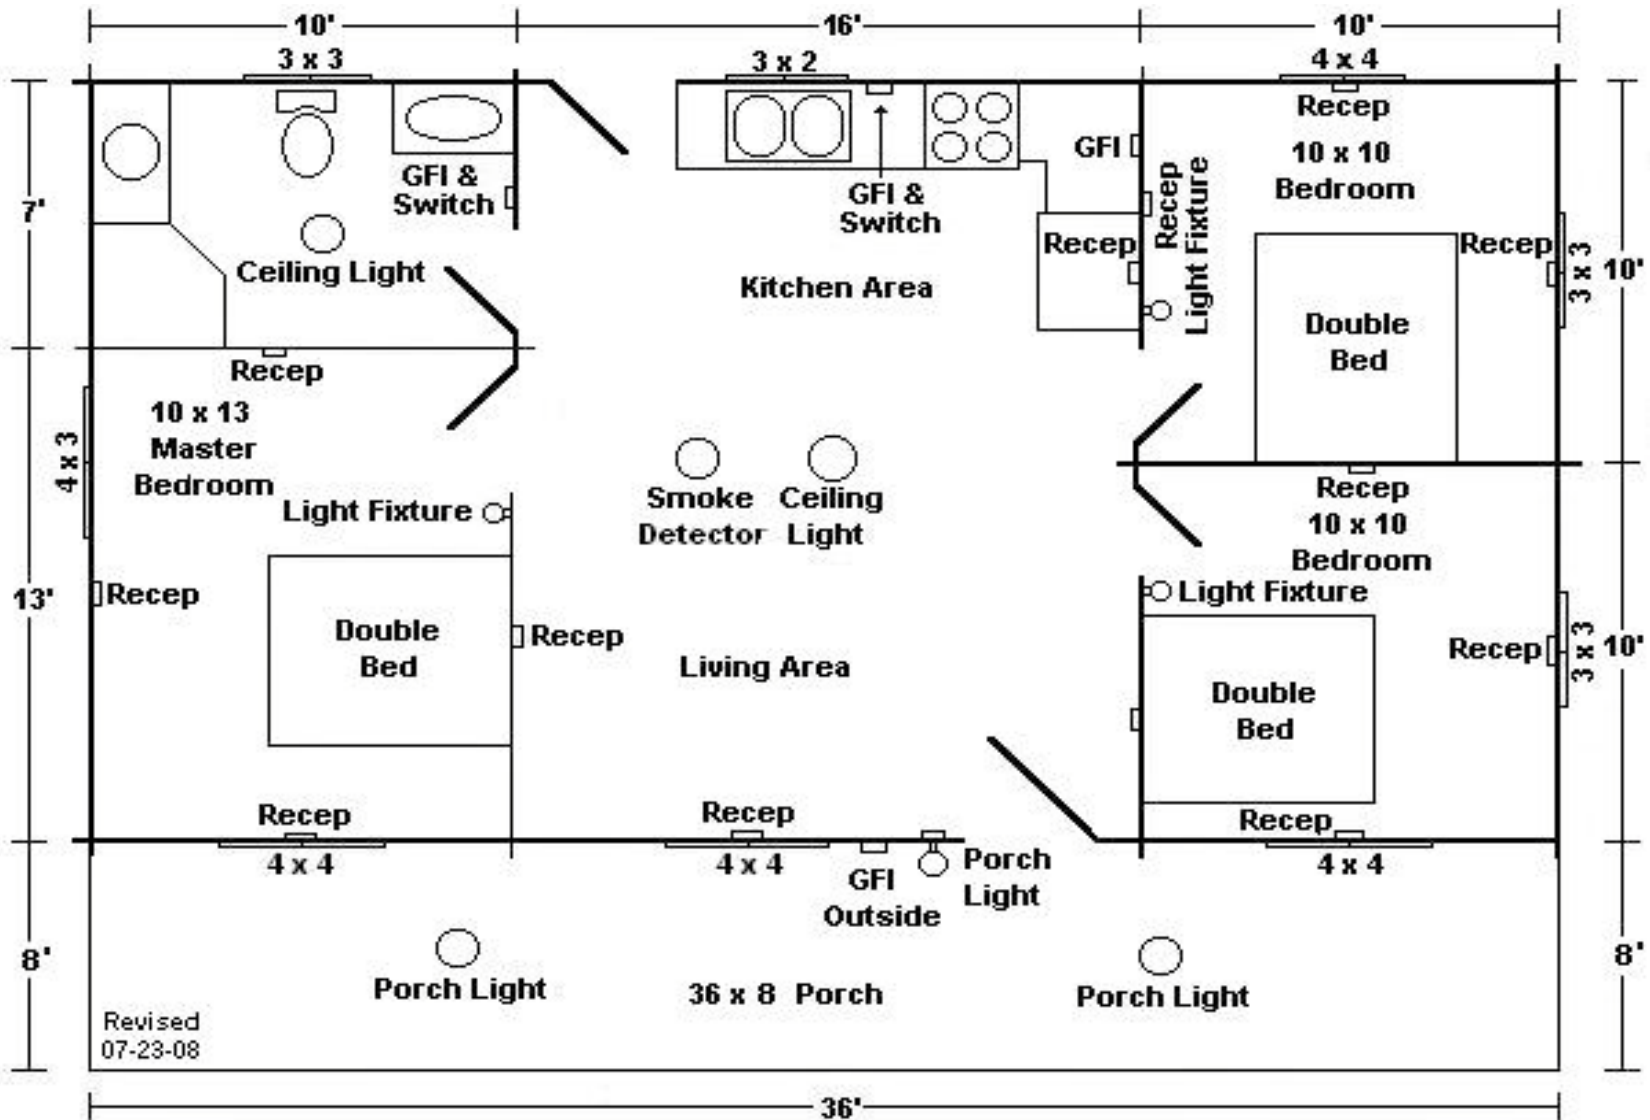 10'
16'
10'
3 x 3
3 x 2
4 x 4
Recep
10 x 10
Bedroom
GFI
GFI &
Switch
GFI &
Switch
Recep
Light Fixture
7'
Recep
Recep
3 x 3
10'
Ceiling Light
Kitchen Area
Double
Bed
Recep
10 x 13
Master
Bedroom
4 x 3
Light Fixture
Smoke
Detector
Ceiling
Light
Recep
10 x 10
Bedroom
13'
Recep
Double
Bed
Recep
Living Area
Light Fixture
Recep
3 x 3
10'
Double
Bed
Recep
4 x 4
Recep
4 x 4
GFI
Outside
Porch
Light
Recep
4 x 4
8'
Porch Light
36 x 8 Porch
Porch Light
8'
Revised
07-23-08
36'